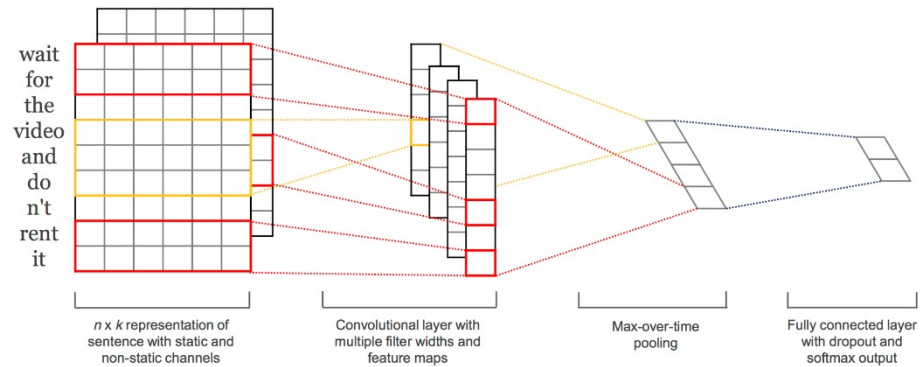 wait
for
the
video
and
do
n't
rent
it
n x k representation of
sentence with static and
non-static channels
Convolutional layer with
multiple filter widths and
feature maps
Max-over-time
pooling
Fully connected layer
with dropout and
softmax output